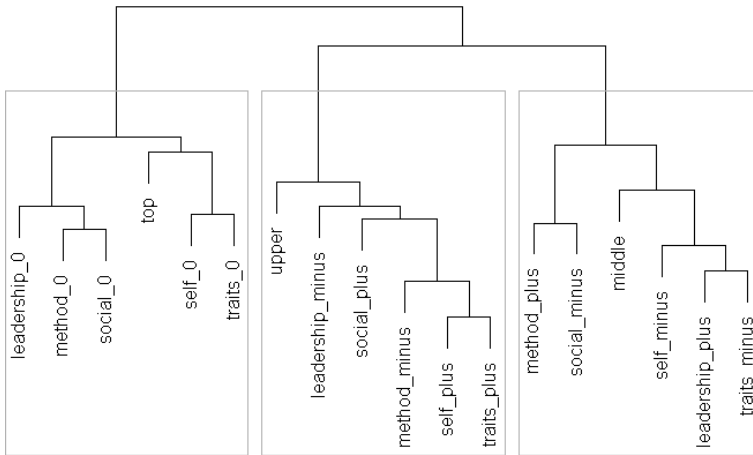 leadership_0
method_0
social_0
top
self_0
traits_0
upper
leadership_minus
social_plus
method_minus
self_plus
traits_plus
method_plus
social_minus
middle
self_minus
leadership_plus
traits_minus